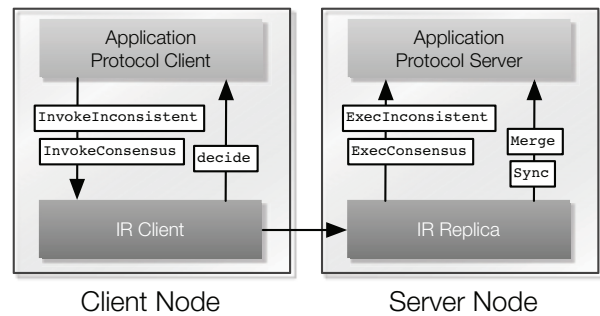 Application
Protocol Client
InvokeInconsistent
InvokeConsensus
decide
IR Client
Client Node
Application
Protocol Server
ExecInconsistent
ExecConsensus
Merge
Sync
IR Replica
Server Node